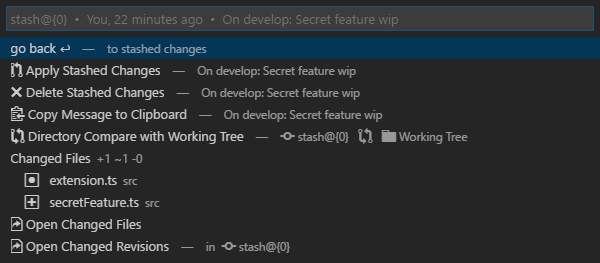 stash@{0} • You, 22 minutes ago • On develop: Secret feature wip
go back ↩ — to stashed changes
Apply Stashed Changes — On develop: Secret feature wip
Delete Stashed Changes — On develop: Secret feature wip
Copy Message to Clipboard — On develop: Secret feature wip
Directory Compare with Working Tree — stash@{0} Working Tree
Changed Files +1 ~1 -0
extension.ts src
secretFeature.ts src
Open Changed Files
Open Changed Revisions — in stash@{0}